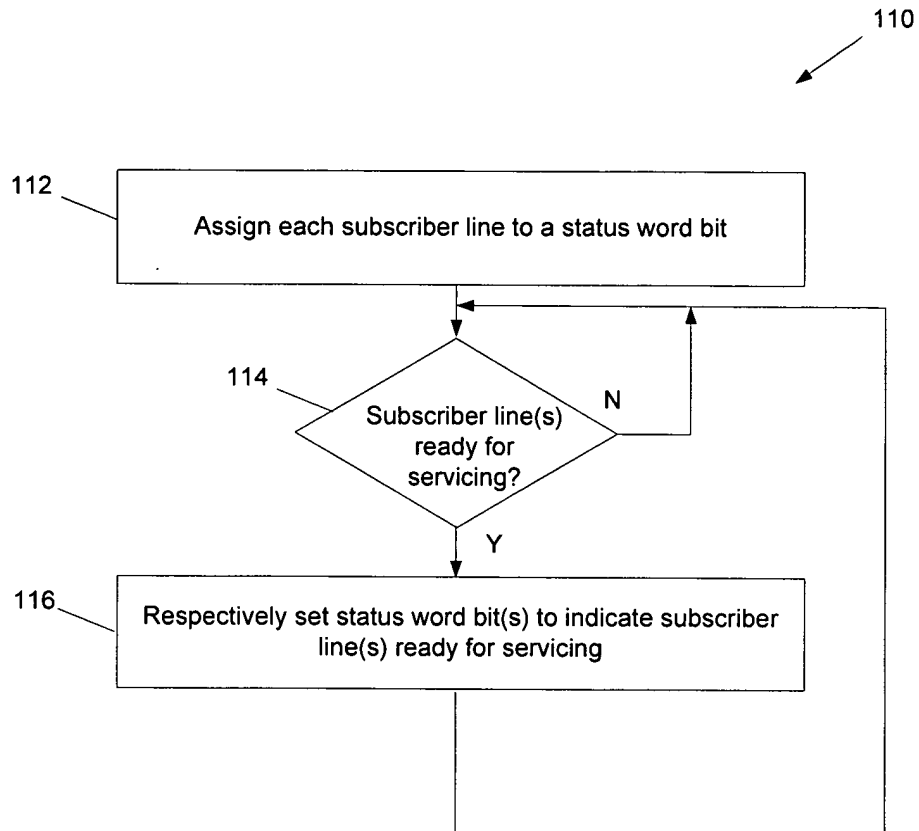 110
112
Assign each subscriber line to a status word bit
114
Subscriber line(s)
ready for
servicing?
N
Y
116
Respectively set status word bit(s) to indicate subscriber
line(s) ready for servicing